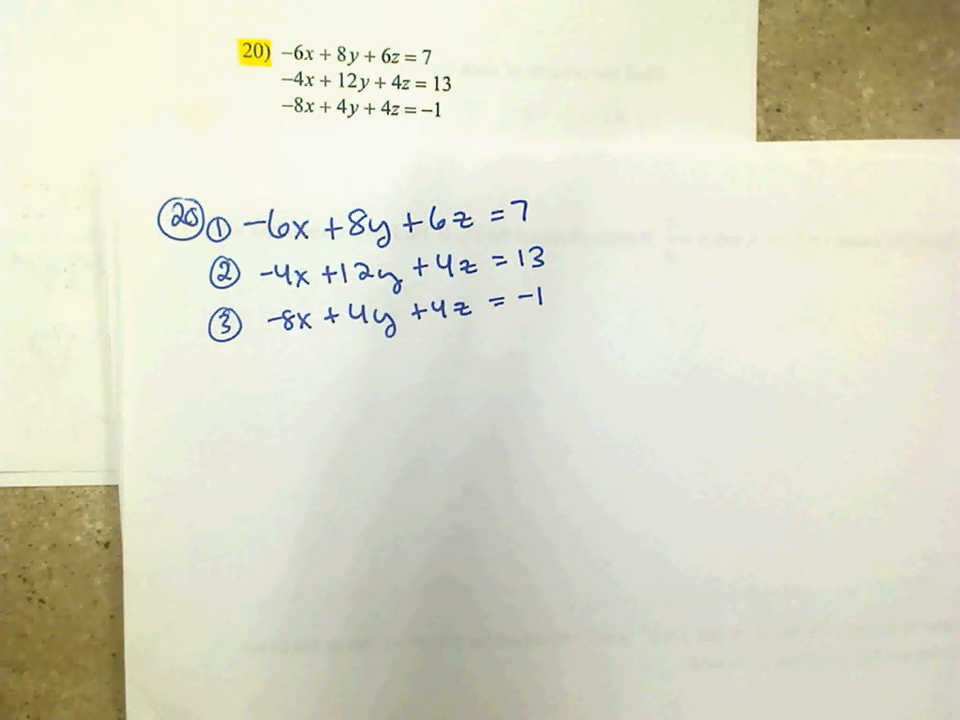 20) −6x + 8y + 6z = 7
−4x + 12y + 4z = 13
−8x + 4y + 4z = −1
20 1 -6x + 8y + 6z = 7
2 -4x + 12y + 4z = 13
3 -8x + 4y + 4z = -1